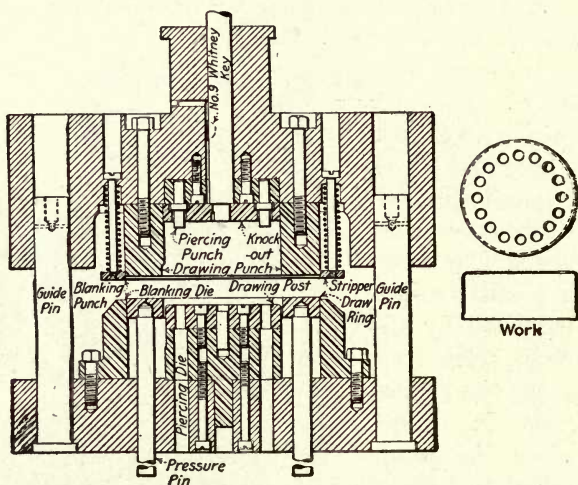 No.9 Whitney
Key
Piercing
Punch
Knock
-out
Drawing Punch
Guide
Pin
Blanking
Punch
Blanking Die
Drawing Post
Stripper
Draw
Ring
Guide
Pin
Piercing Die
Pressure
Pin
Work